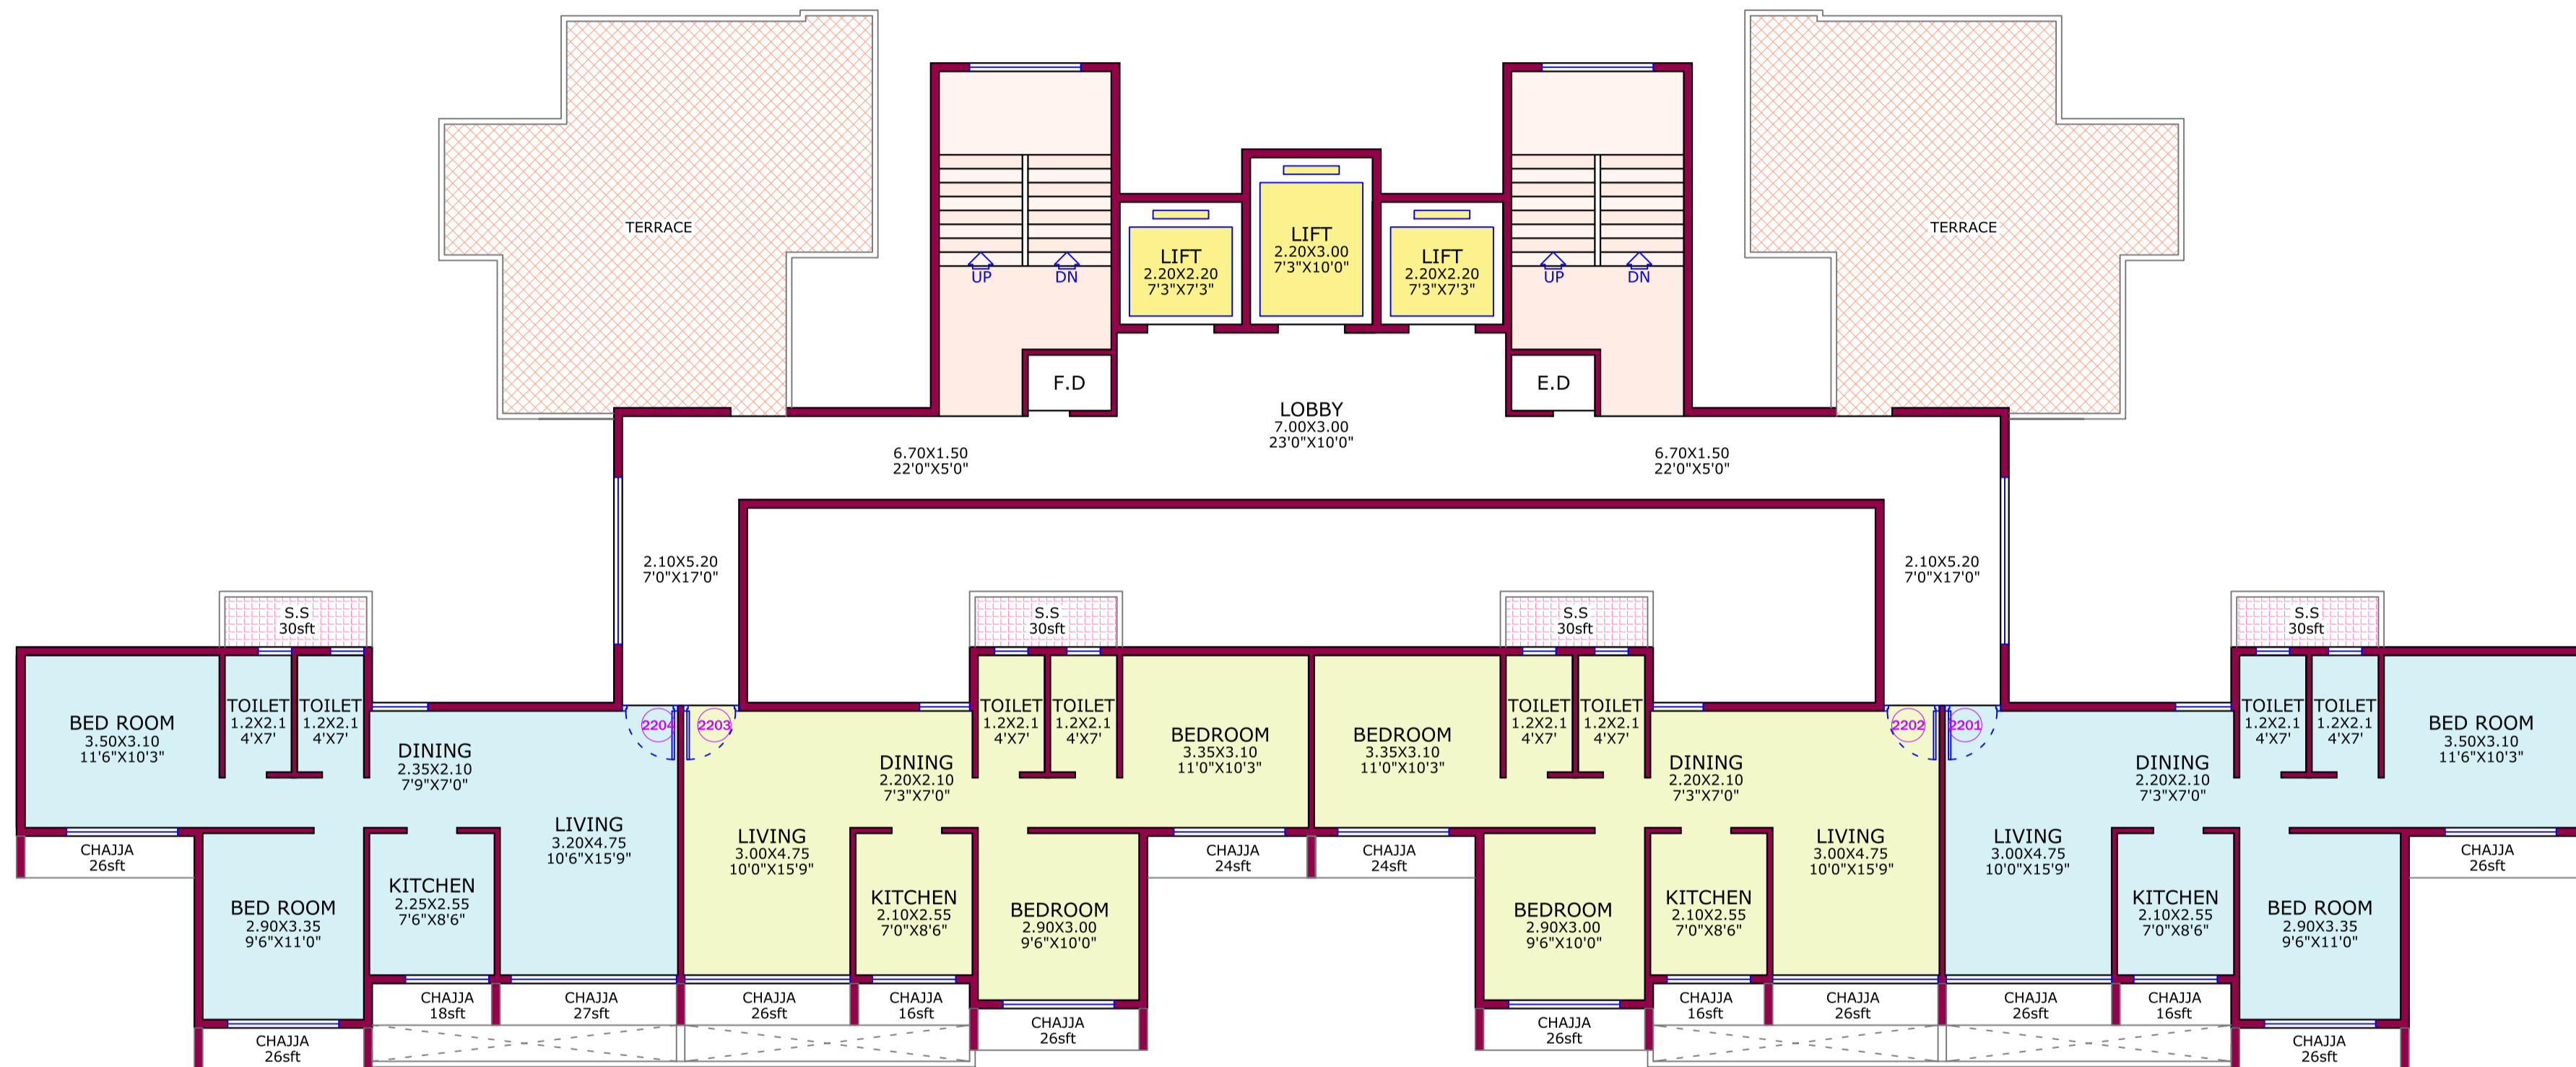 TERRACE
TERRACE
LIFT
2.20X2.20
7'3"X7'3"
LIFT
2.20X3.00
7'3"X10'0"
LIFT
2.20X2.20
7'3"X7'3"
UP
DN
UP
DN
F.D
E.D
LOBBY
7.00X3.00
23'0"X10'0"
6.70X1.50
22'0"X5'0"
6.70X1.50
22'0"X5'0"
2.10X5.20
7'0"X17'0"
2.10X5.20
7'0"X17'0"
S.S
30sft
S.S
30sft
S.S
30sft
S.S
30sft
BED ROOM
3.50X3.10
11'6"X10'3"
TOILET
1.2X2.1
4'X7'
TOILET
1.2X2.1
4'X7'
DINING
2.35X2.10
7'9"X7'0"
2204
2203
LIVING
3.20X4.75
10'6"X15'9"
LIVING
3.00X4.75
10'0"X15'9"
DINING
2.20X2.10
7'3"X7'0"
TOILET
1.2X2.1
4'X7'
TOILET
1.2X2.1
4'X7'
BEDROOM
3.35X3.10
11'0"X10'3"
BEDROOM
3.35X3.10
11'0"X10'3"
TOILET
1.2X2.1
4'X7'
TOILET
1.2X2.1
4'X7'
DINING
2.20X2.10
7'3"X7'0"
2202
2201
LIVING
3.00X4.75
10'0"X15'9"
LIVING
3.00X4.75
10'0"X15'9"
DINING
2.20X2.10
7'3"X7'0"
TOILET
1.2X2.1
4'X7'
TOILET
1.2X2.1
4'X7'
BED ROOM
3.50X3.10
11'6"X10'3"
CHAJJA
26sft
BED ROOM
2.90X3.35
9'6"X11'0"
KITCHEN
2.25X2.55
7'6"X8'6"
KITCHEN
2.10X2.55
7'0"X8'6"
BEDROOM
2.90X3.00
9'6"X10'0"
CHAJJA
24sft
CHAJJA
24sft
BEDROOM
2.90X3.00
9'6"X10'0"
KITCHEN
2.10X2.55
7'0"X8'6"
KITCHEN
2.10X2.55
7'0"X8'6"
BED ROOM
2.90X3.35
9'6"X11'0"
CHAJJA
26sft
CHAJJA
26sft
CHAJJA
18sft
CHAJJA
27sft
CHAJJA
26sft
CHAJJA
16sft
CHAJJA
26sft
CHAJJA
26sft
CHAJJA
16sft
CHAJJA
26sft
CHAJJA
26sft
CHAJJA
16sft
CHAJJA
26sft